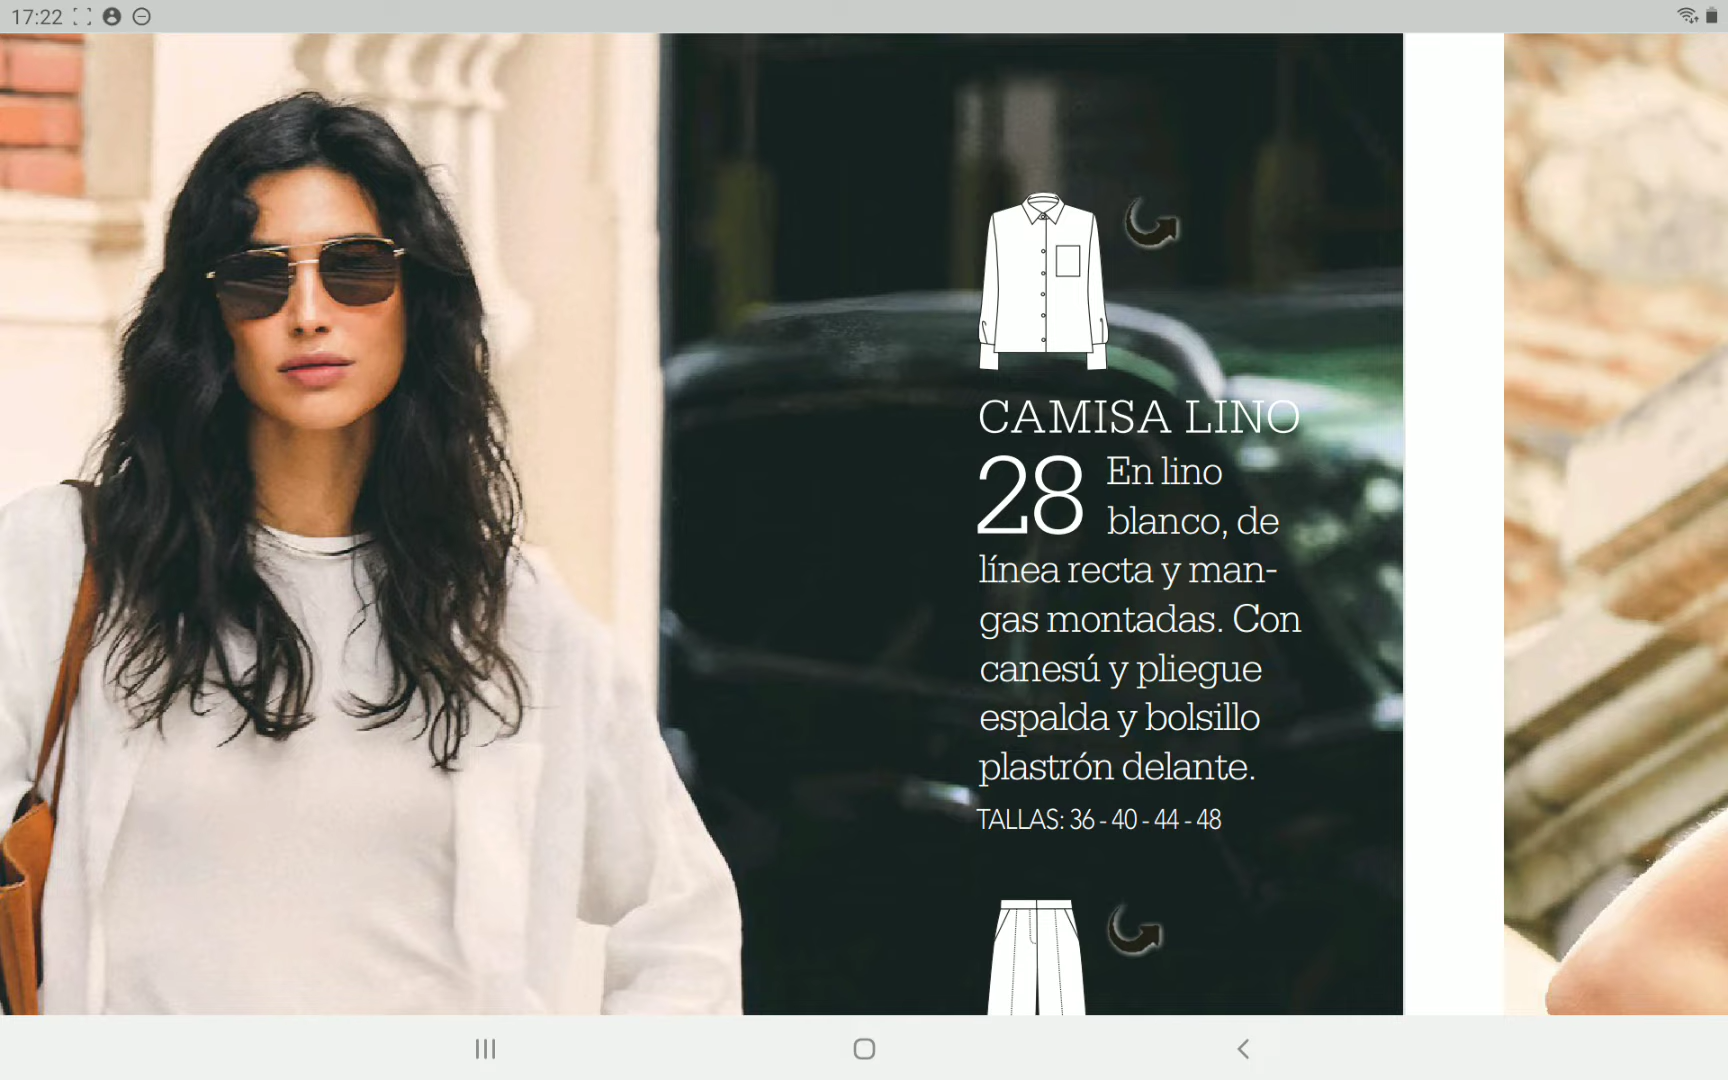 17:22
CAMISA LINO
28 En lino
blanco, de
línea recta y man-
gas montadas. Con
canesú y pliegue
espalda y bolsillo
plastrón delante.
TALLAS: 36 - 40 - 44 - 48